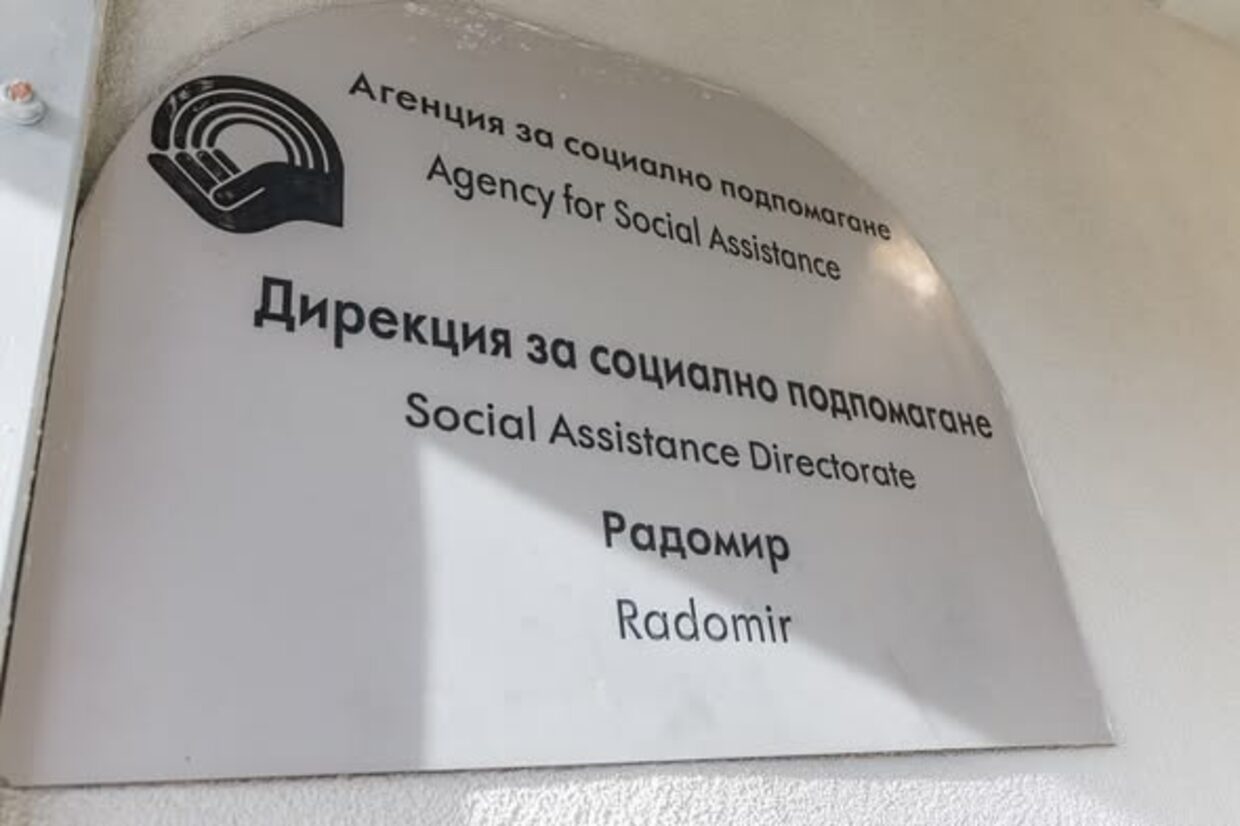 Агенция за социално подпомагане
Agency for Social Assistance
Дирекция за социално подпомагане
Social Assistance Directorate
Радомир
Radomir